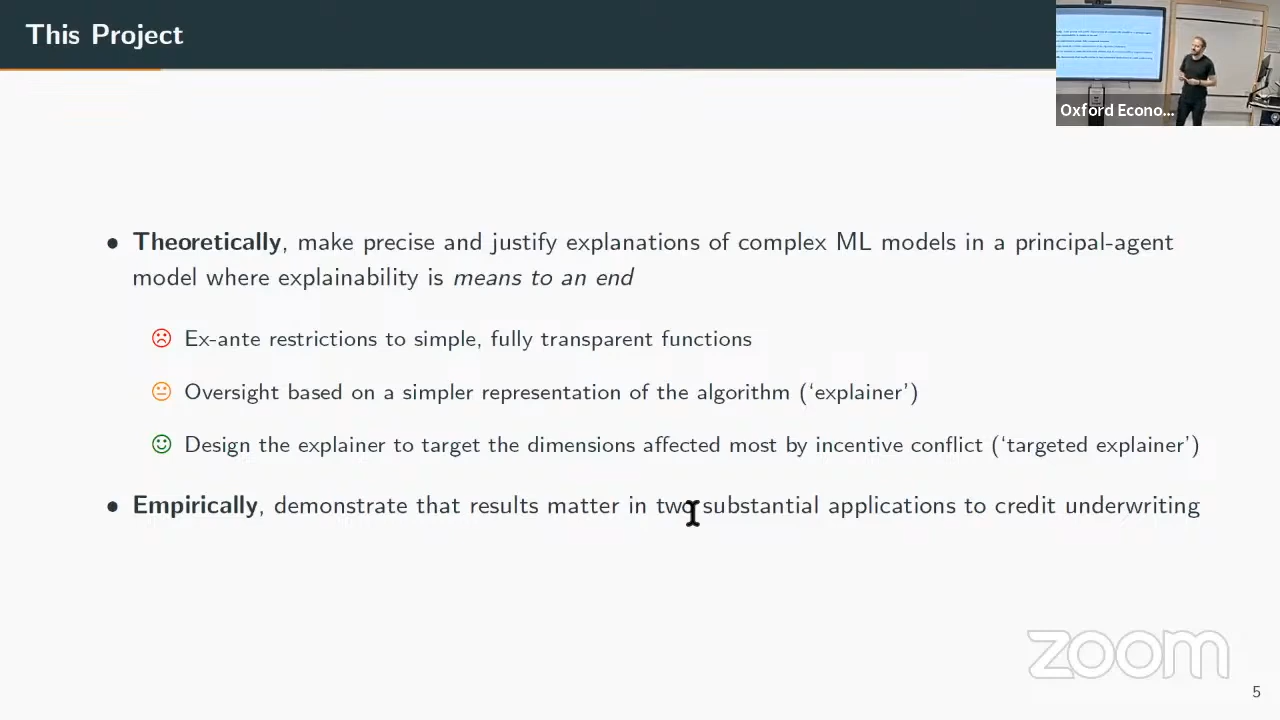 This Project
Oxford Econo...
• Theoretically, make precise and justify explanations of complex ML models in a principal-agent
model where explainability is means to an end
Ex-ante restrictions to simple, fully transparent functions
Oversight based on a simpler representation of the algorithm (‘explainer’)
Design the explainer to target the dimensions affected most by incentive conflict (‘targeted explainer’)
• Empirically, demonstrate that results matter in two substantial applications to credit underwriting
zoom
5